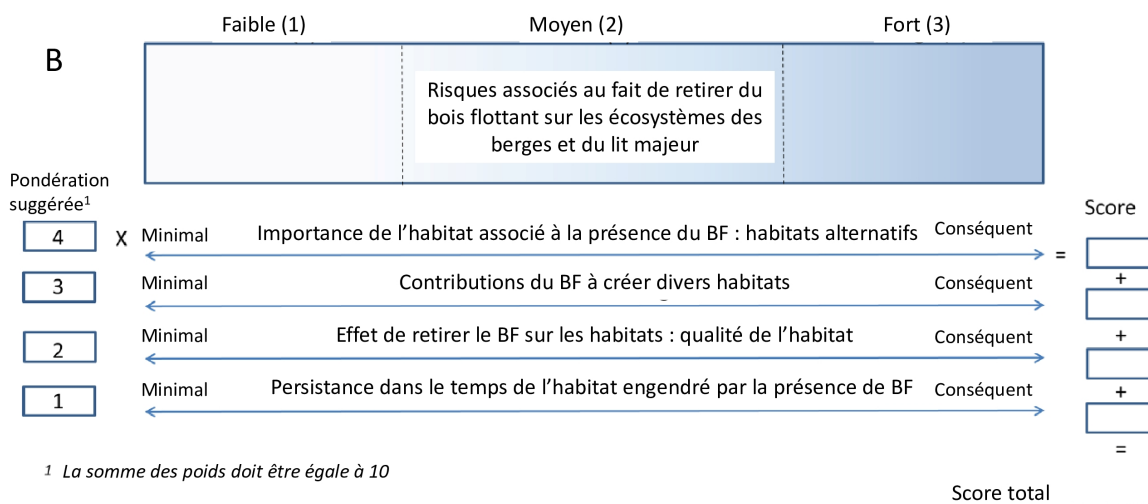 Faible (1) Moyen (2) Fort (3)
B
Risques associés au fait de retirer du
bois flottant sur les écosystèmes des
berges et du lit majeur
Pondération
suggérée¹
Score
4 X Minimal Importance de l’habitat associé à la présence du BF : habitats alternatifs Conséquent =
+
3 Minimal Contributions du BF à créer divers habitats Conséquent
+
2 Minimal Effet de retirer le BF sur les habitats : qualité de l’habitat Conséquent
+
1 Minimal Persistance dans le temps de l’habitat engendré par la présence de BF Conséquent
=
¹ La somme des poids doit être égale à 10
Score total